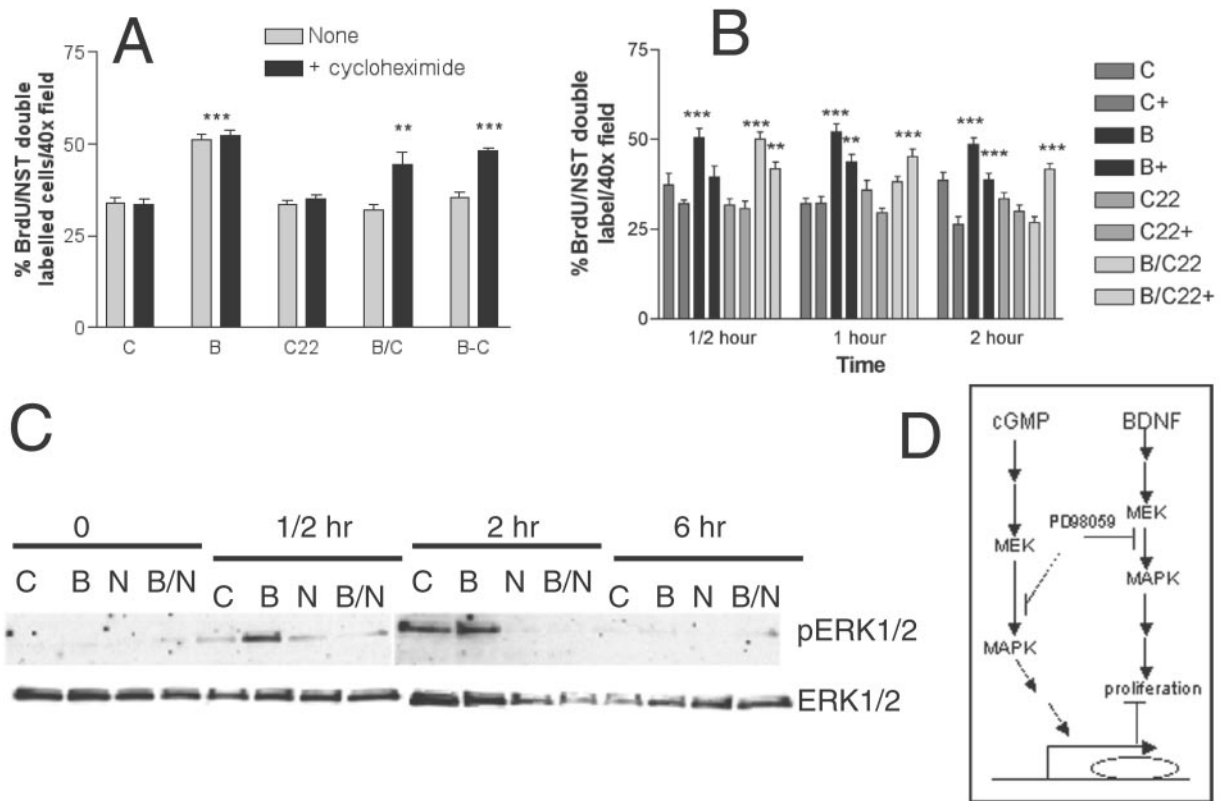 A
None
+ cycloheximide
75
50
25
0
% BrdU/NST double
labelled cells/40x field
***
**
***
C B C22 B/C B-C
B
75
50
25
0
% BrdU/NST double
label/40x field
*** *** ** *** ** *** *** *** ***
1/2 hour 1 hour 2 hour
Time
C
C+
B
B+
C22
C22+
B/C22
B/C22+
C
0 1/2 hr 2 hr 6 hr
C B N B/N C B N B/N C B N B/N C B N B/N
pERK1/2
ERK1/2
D
cGMP BDNF
PD98059 MEK
MEK
MAPK
MAPK
proliferation